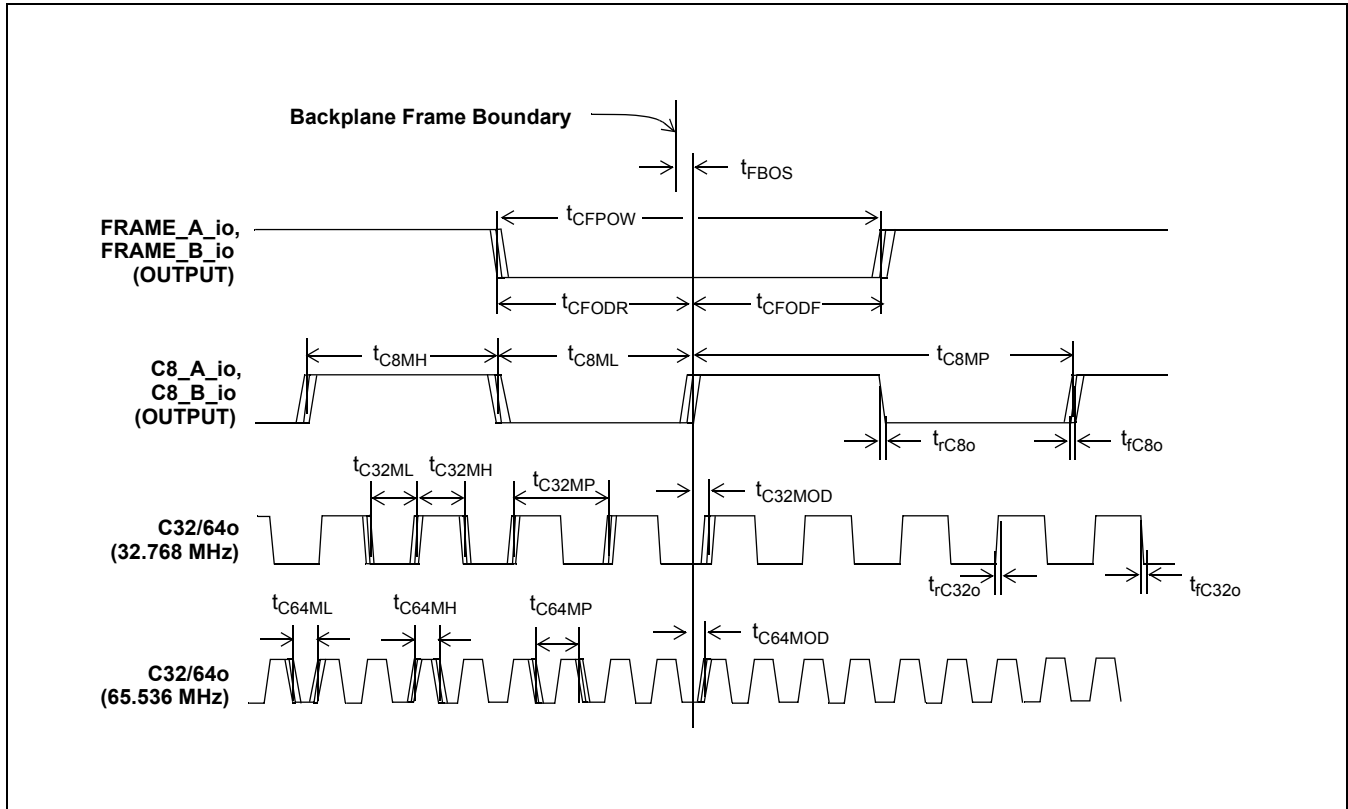 Backplane Frame Boundary
tFBOS
tCFPOW
FRAME_A_io,
FRAME_B_io
(OUTPUT)
tCFODR
tCFODF
tC8MH
tC8ML
tC8MP
C8_A_io,
C8_B_io
(OUTPUT)
trC8o
tfC8o
tC32ML
tC32MH
tC32MP
tC32MOD
C32/64o
(32.768 MHz)
trC32o
tfC32o
tC64ML
tC64MH
tC64MP
tC64MOD
C32/64o
(65.536 MHz)